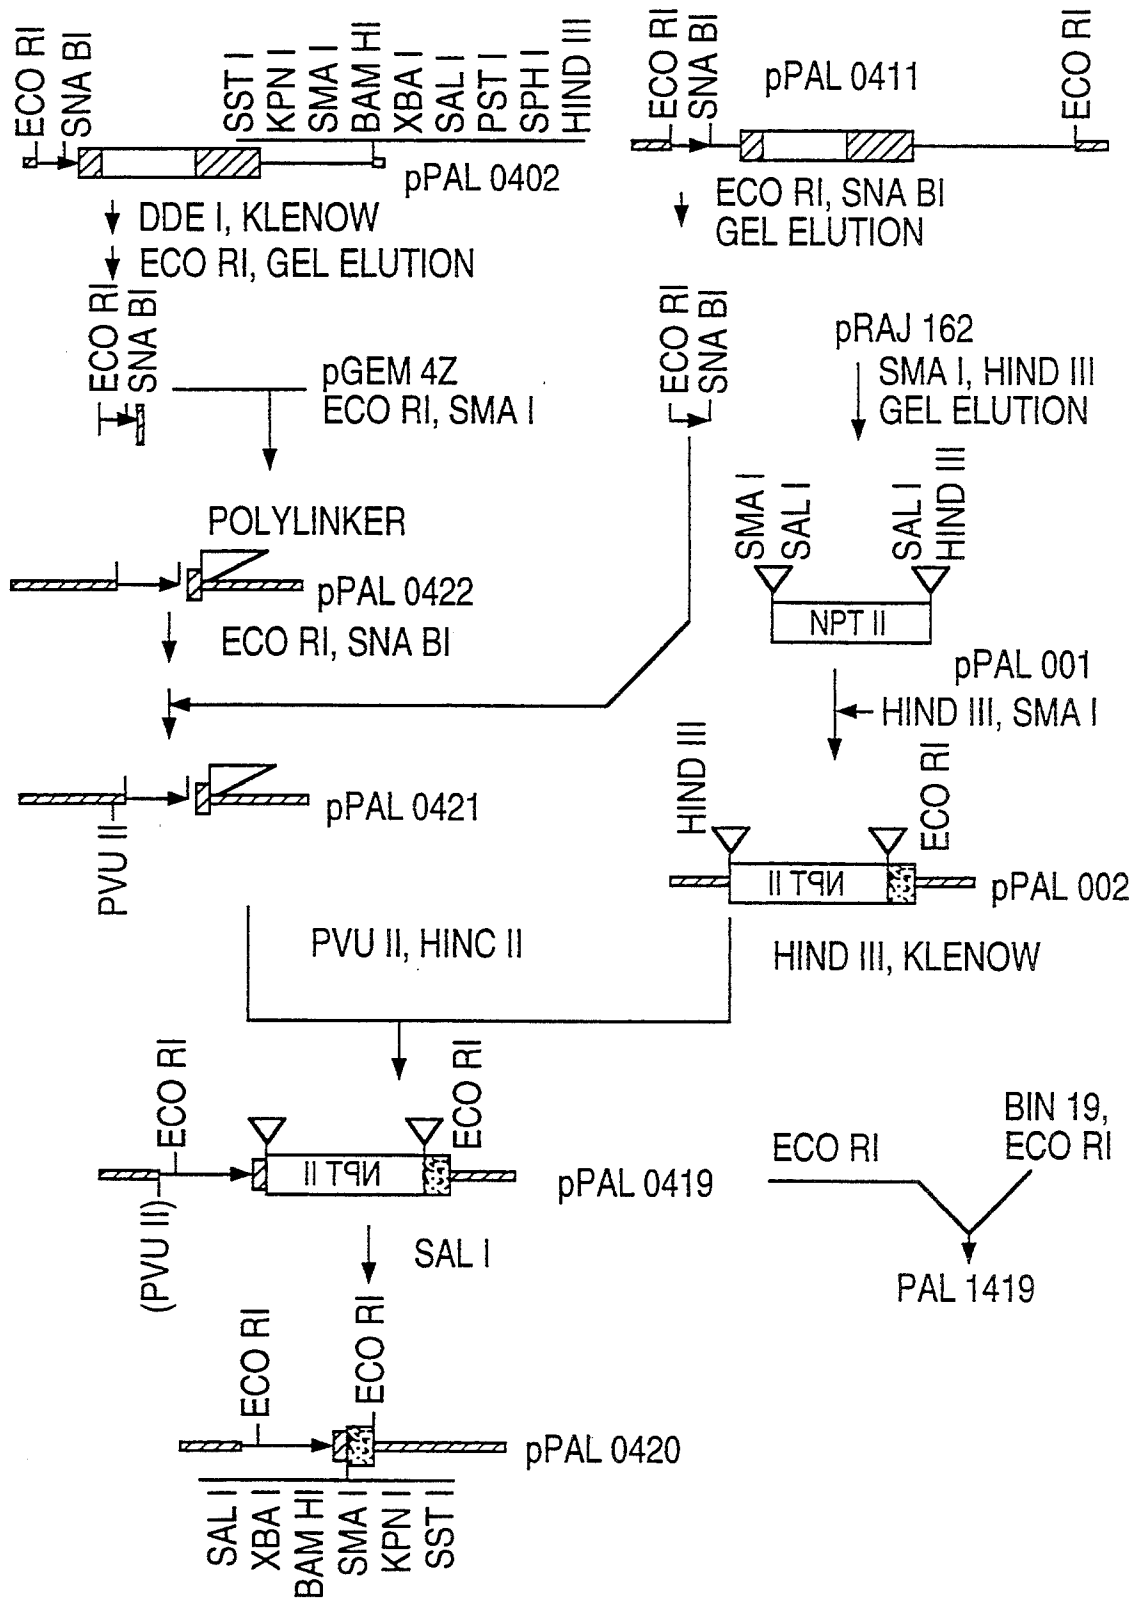 ECO RI
SNA BI
SST I
KPN I
SMA I
BAM HI
XBA I
SAL I
PST I
SPH I
HIND III
pPAL 0402
ECO RI
SNA BI
pPAL 0411
ECO RI
DDE I, KLENOW
ECO RI, GEL ELUTION
ECO RI, SNA BI
GEL ELUTION
ECO RI
SNA BI
pGEM 4Z
ECO RI, SMA I
ECO RI
SNA BI
pRAJ 162
SMA I, HIND III
GEL ELUTION
POLYLINKER
pPAL 0422
ECO RI, SNA BI
SMA I
SAL I
SAL I
HIND III
NPT II
pPAL 001
HIND III, SMA I
PVU II
pPAL 0421
HIND III
ECO RI
NPT II
pPAL 002
PVU II, HINC II
HIND III, KLENOW
ECO RI
ECO RI
(PVU II)
NPT II
pPAL 0419
ECO RI
BIN 19,
ECO RI
PAL 1419
SAL I
ECO RI
ECO RI
pPAL 0420
SAL I
XBA I
BAM HI
SMA I
KPN I
SST I